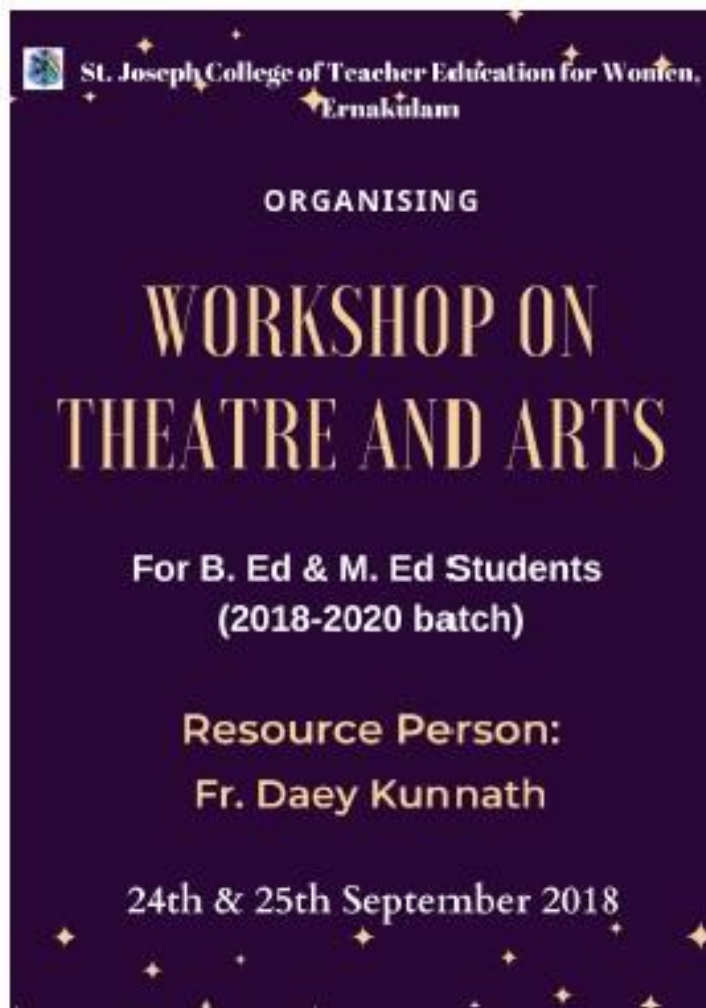 St. Joseph College of Teacher Education for Women,
Ernakulam
ORGANISING
WORKSHOP ON
THEATRE AND ARTS
For B. Ed & M. Ed Students
(2018-2020 batch)
Resource Person:
Fr. Daey Kunnath
24th & 25th September 2018